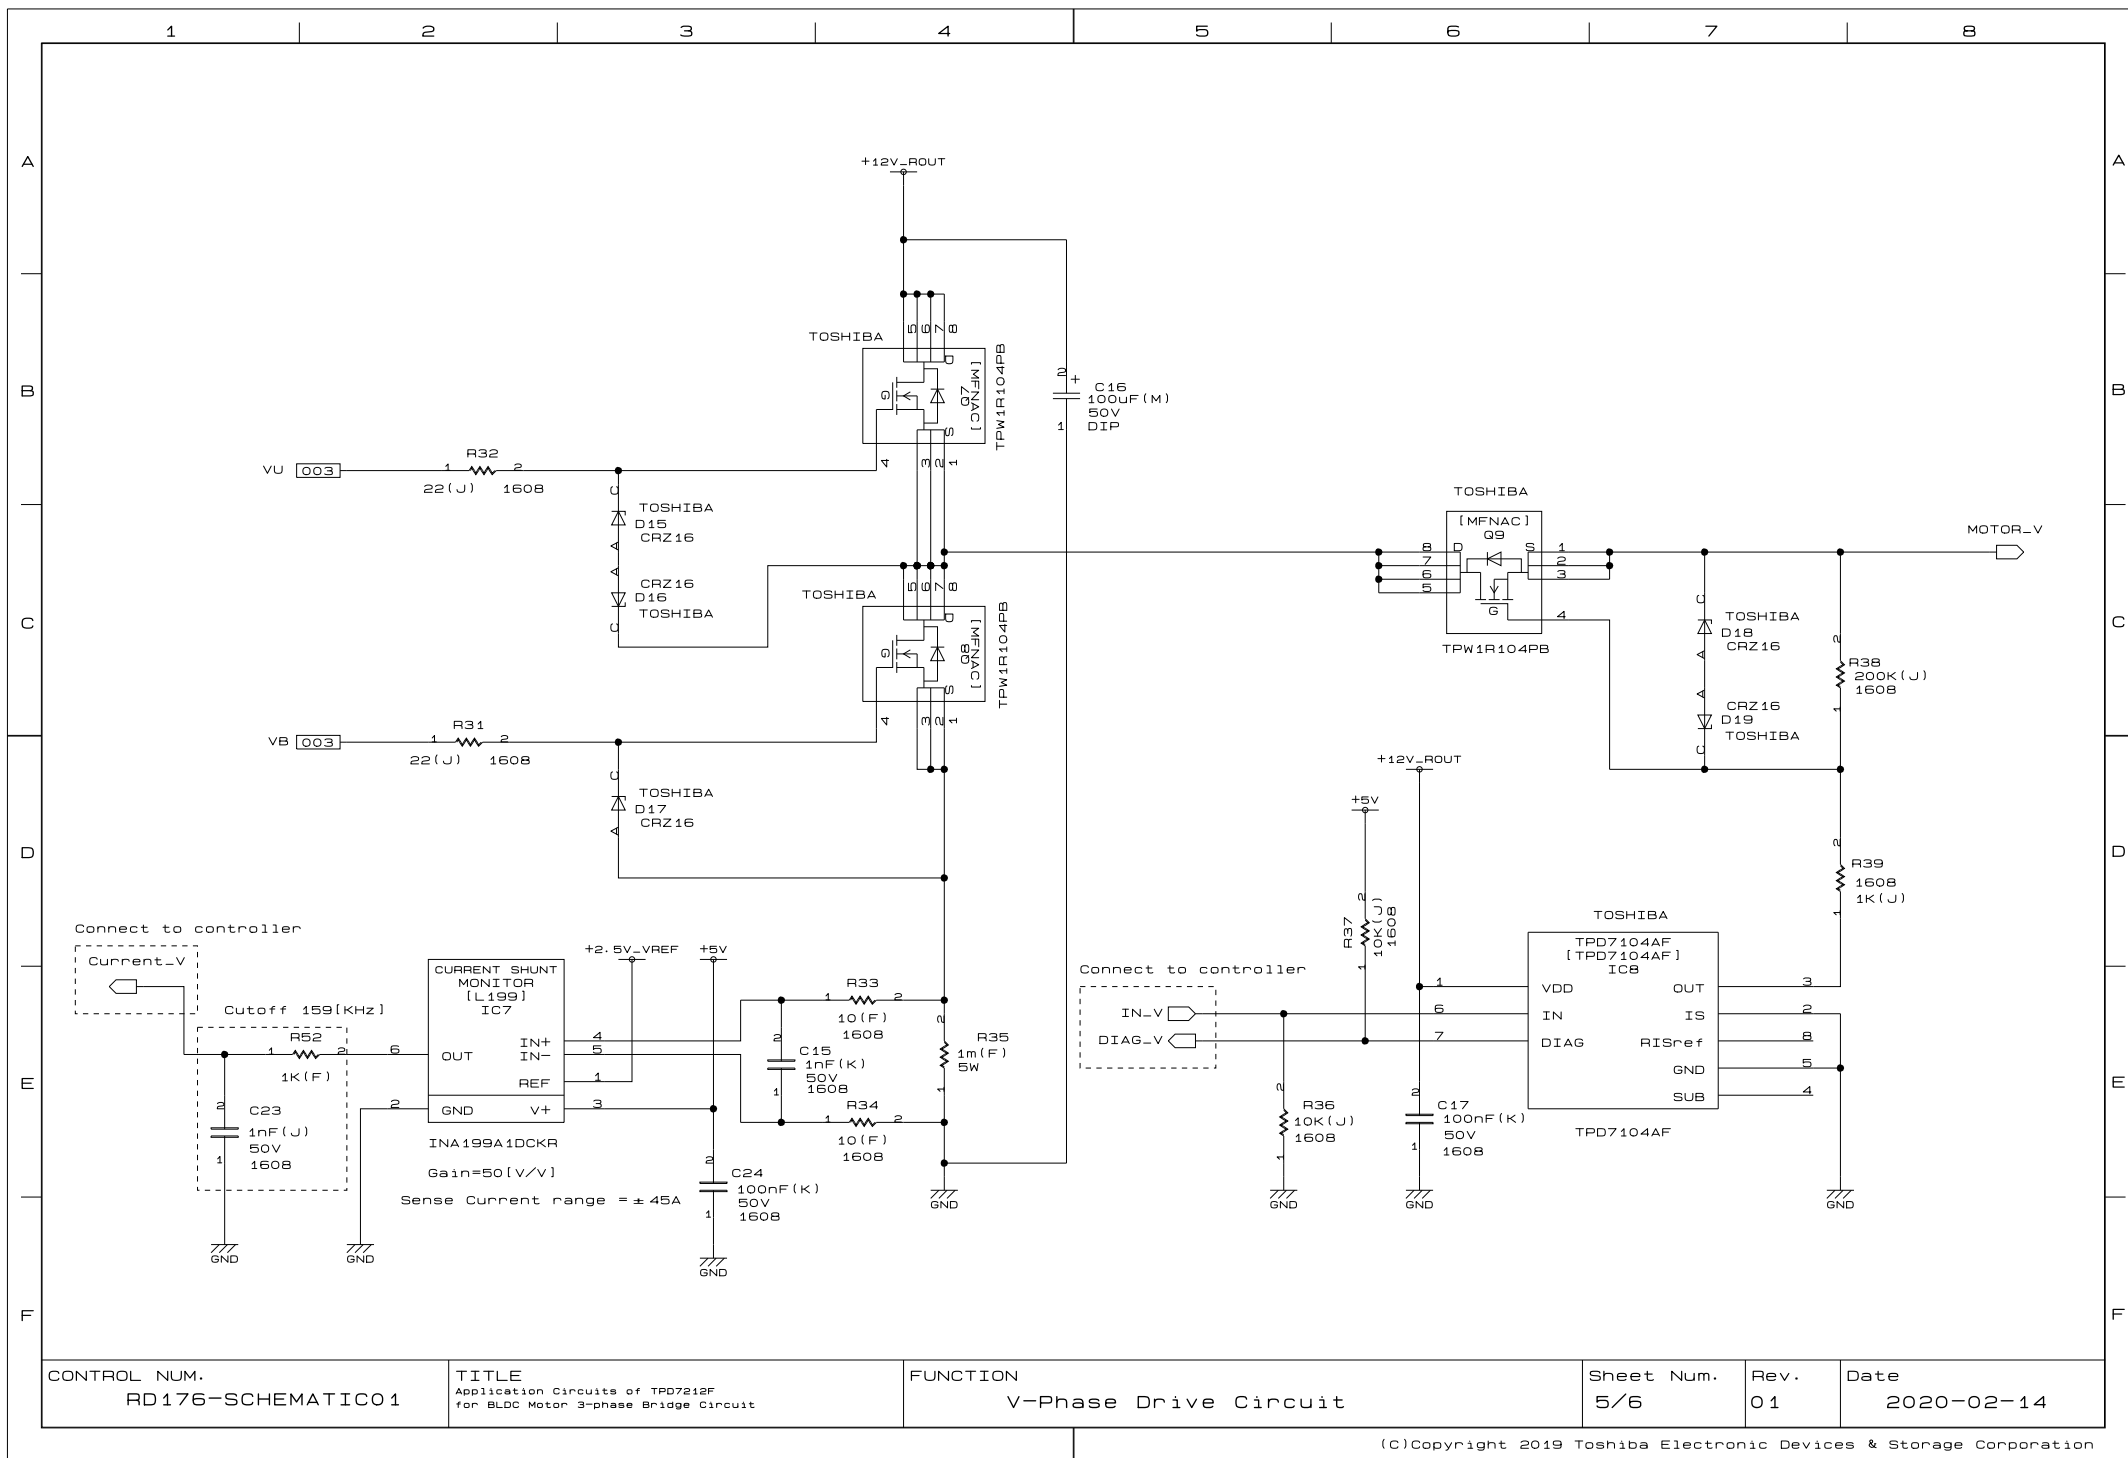 1 2 3 4 5 6 7 8
A A
B B
C C
D D
E E
F F
+12V_ROUT
TOSHIBA
5 6 7 8
D
[MFNAC]
Q7
G
S
TPW1R104PB
4 3 2 1
2 +
C16
100uF(M)
50V
1 DIP
VU 003
1 R32 2
22(J) 1608
C
TOSHIBA
D15
CRZ16
A
A
CRZ16
D16
TOSHIBA
C
TOSHIBA
5 6 7 8
D
[MFNAC]
Q8
G
S
TPW1R104PB
4 3 2 1
VB 003
1 R31 2
22(J) 1608
C
TOSHIBA
D17
CRZ16
A
TOSHIBA
[MFNAC]
Q9
8 D S 1
7 2
6 3
5 G 4
TPW1R104PB
MOTOR_V
C
TOSHIBA
D18
CRZ16
A
A
CRZ16
D19
TOSHIBA
C
2
R38
200K(J)
1608
1
2
R39
1608
1K(J)
1
+12V_ROUT
+5V
2
R37
10K(J)
1608
1
Connect to controller
Current_V
Cutoff 159[KHz]
1 R52 2
1K(F)
2
C23
1nF(J)
50V
1 1608
GND
GND
CURRENT SHUNT
MONITOR
[L199]
IC7
6 OUT IN+ 4
IN- 5
REF 1
2 GND V+ 3
INA199A1DCKR
Gain=50[V/V]
Sense Current range =±45A
+2.5V_VREF
+5V
2
C24
100nF(K)
50V
1 1608
GND
1 R33 2
10(F)
1608
2
C15
1nF(K)
50V
1 1608
1 R34 2
10(F)
1608
2
R35
1m(F)
5W
1
GND
Connect to controller
IN_V
DIAG_V
2
R36
10K(J)
1608
1
GND
2
C17
100nF(K)
50V
1 1608
GND
TOSHIBA
TPD7104AF
[TPD7104AF]
IC8
1 VDD OUT 3
6 IN IS 2
7 DIAG RISref 8
GND 5
SUB 4
TPD7104AF
GND
CONTROL NUM.
RD176-SCHEMATIC01
TITLE
Application Circuits of TPD7212F
for BLDC Motor 3-phase Bridge Circuit
FUNCTION
V-Phase Drive Circuit
Sheet Num.
5/6
Rev.
01
Date
2020-02-14
(C)Copyright 2019 Toshiba Electronic Devices & Storage Corporation